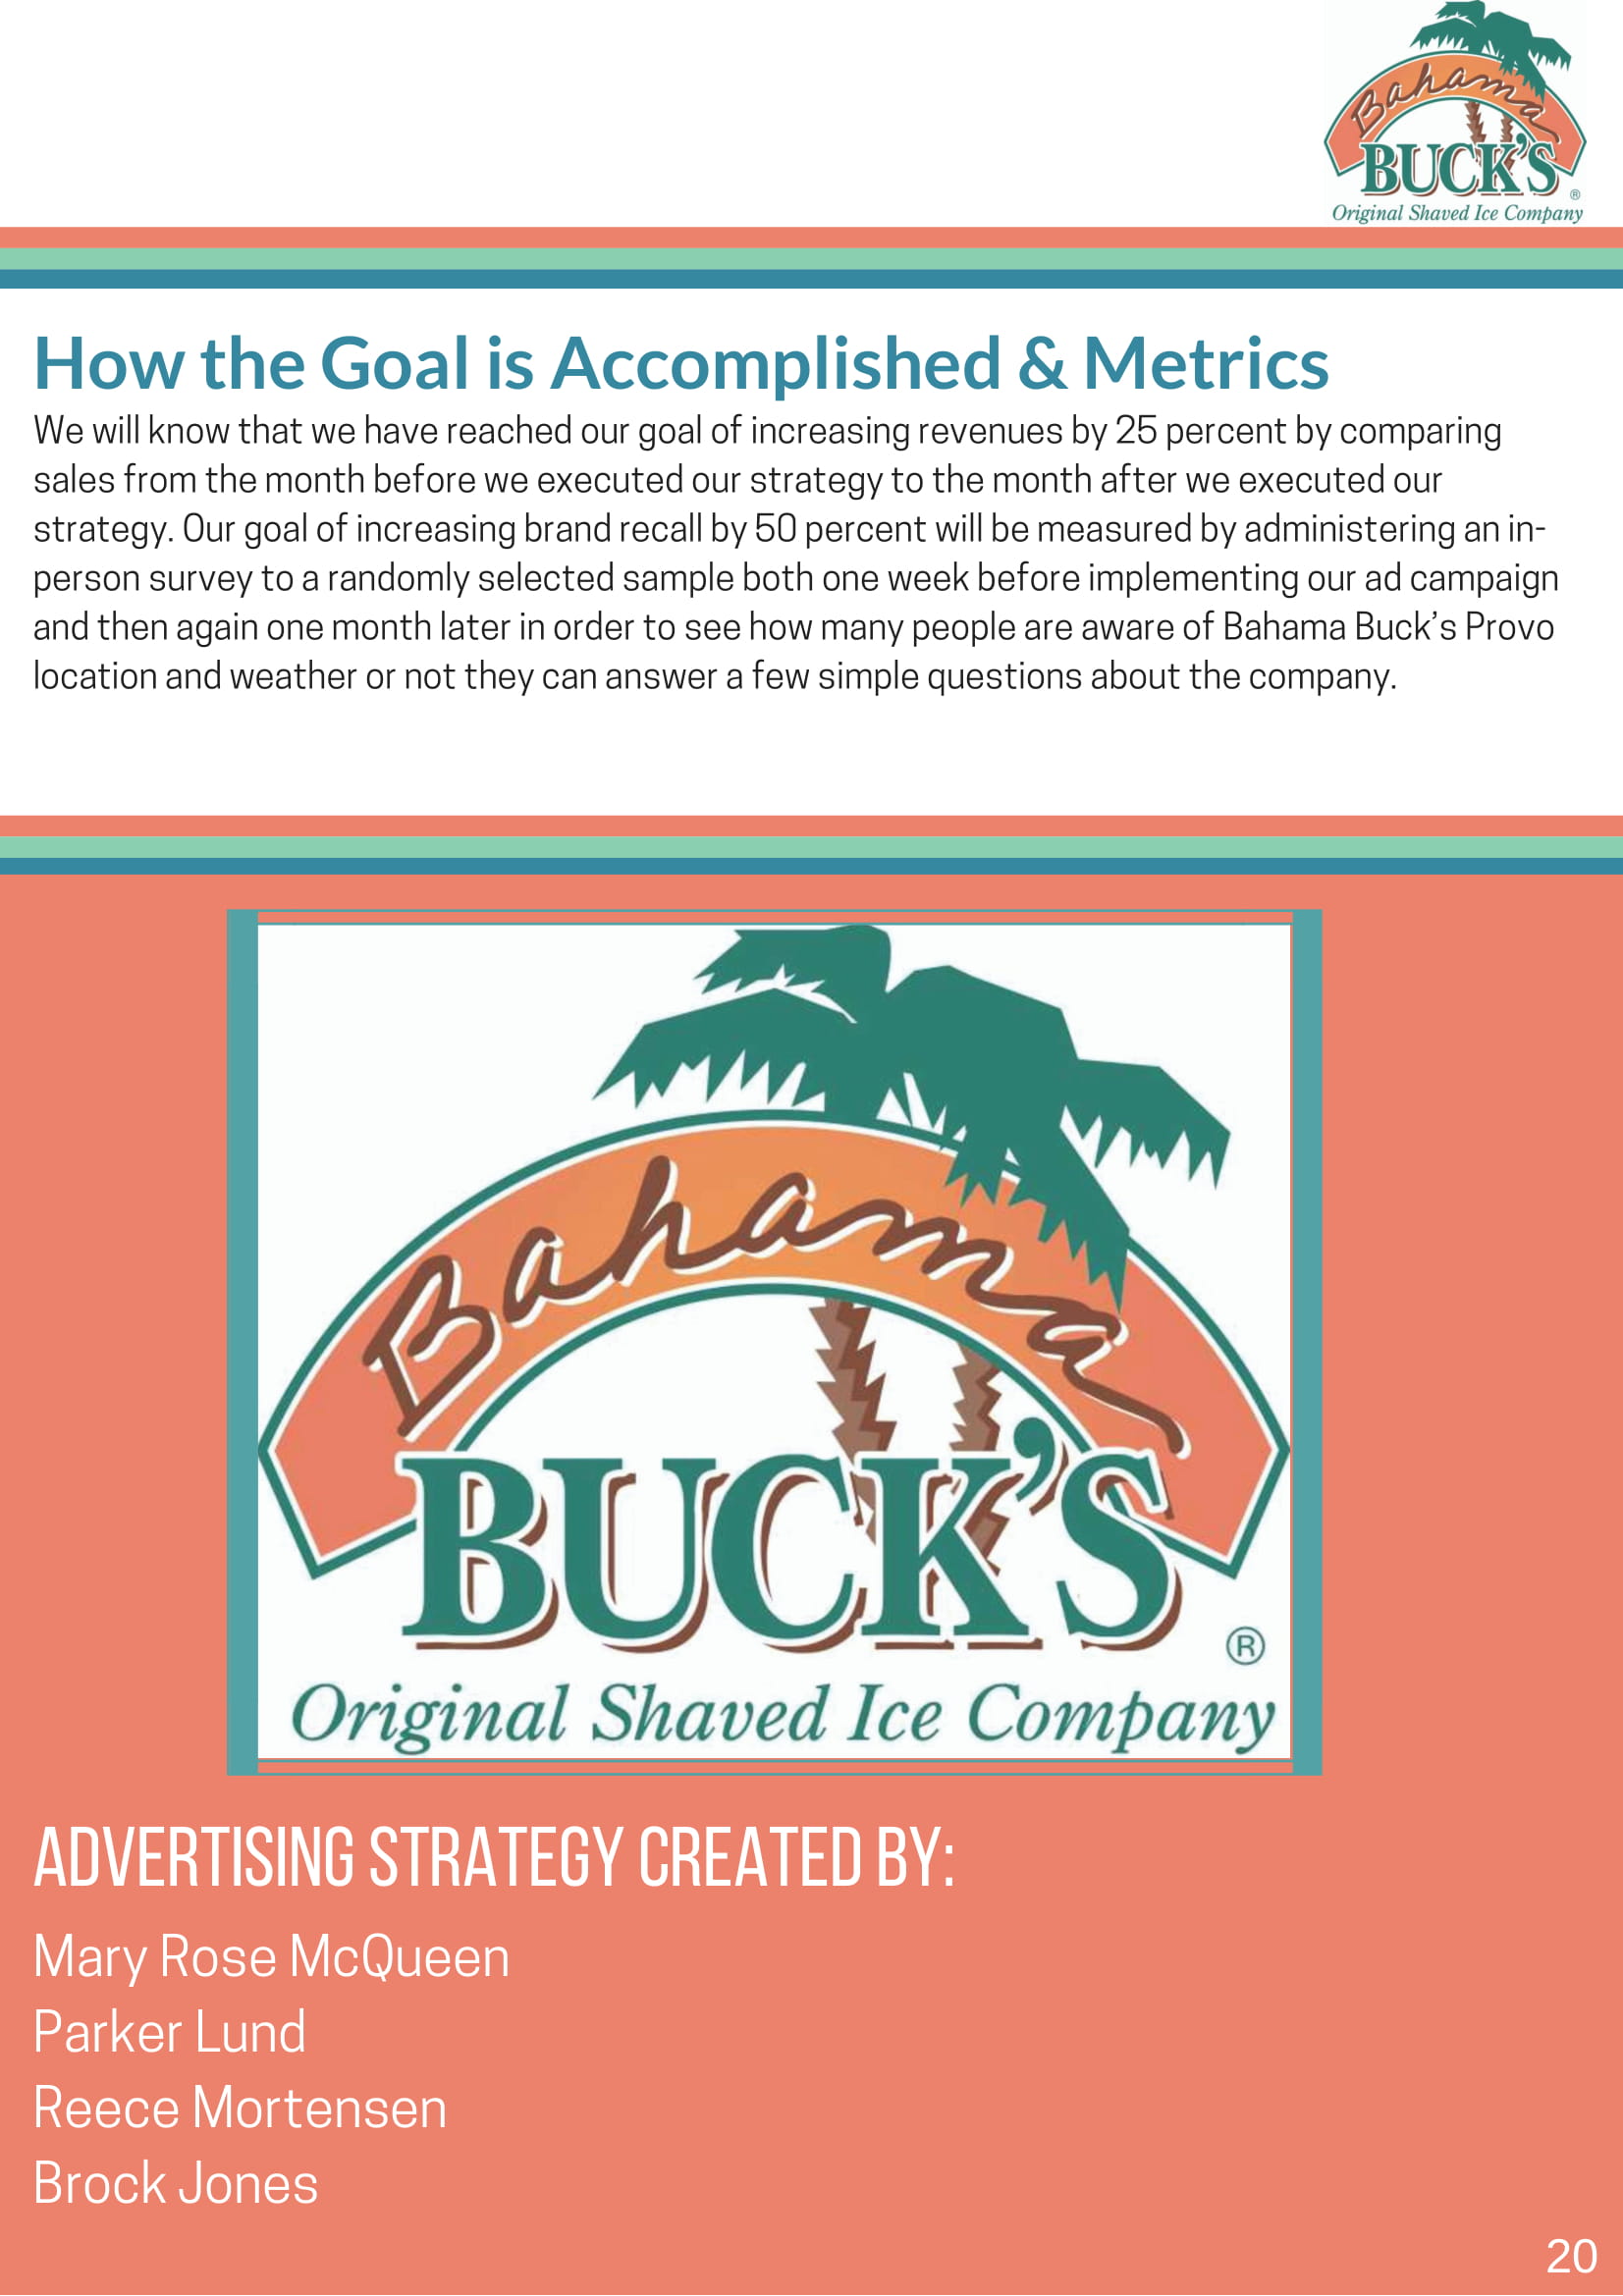 Bahama
BUCK'S®
Original Shaved Ice Company
How the Goal is Accomplished & Metrics
We will know that we have reached our goal of increasing revenues by 25 percent by comparing
sales from the month before we executed our strategy to the month after we executed our
strategy. Our goal of increasing brand recall by 50 percent will be measured by administering an in-
person survey to a randomly selected sample both one week before implementing our ad campaign
and then again one month later in order to see how many people are aware of Bahama Buck’s Provo
location and weather or not they can answer a few simple questions about the company.
Bahama
BUCK'S®
Original Shaved Ice Company
ADVERTISING STRATEGY CREATED BY:
Mary Rose McQueen
Parker Lund
Reece Mortensen
Brock Jones
20